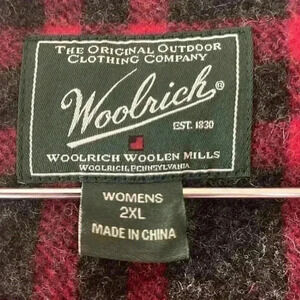 THE ORIGINAL OUTDOOR
CLOTHING COMPANY
Woolrich®
EST. 1830
WOOLRICH WOOLEN MILLS
WOOLRICH, PENNSYLVANIA
WOMENS
2XL
MADE IN CHINA